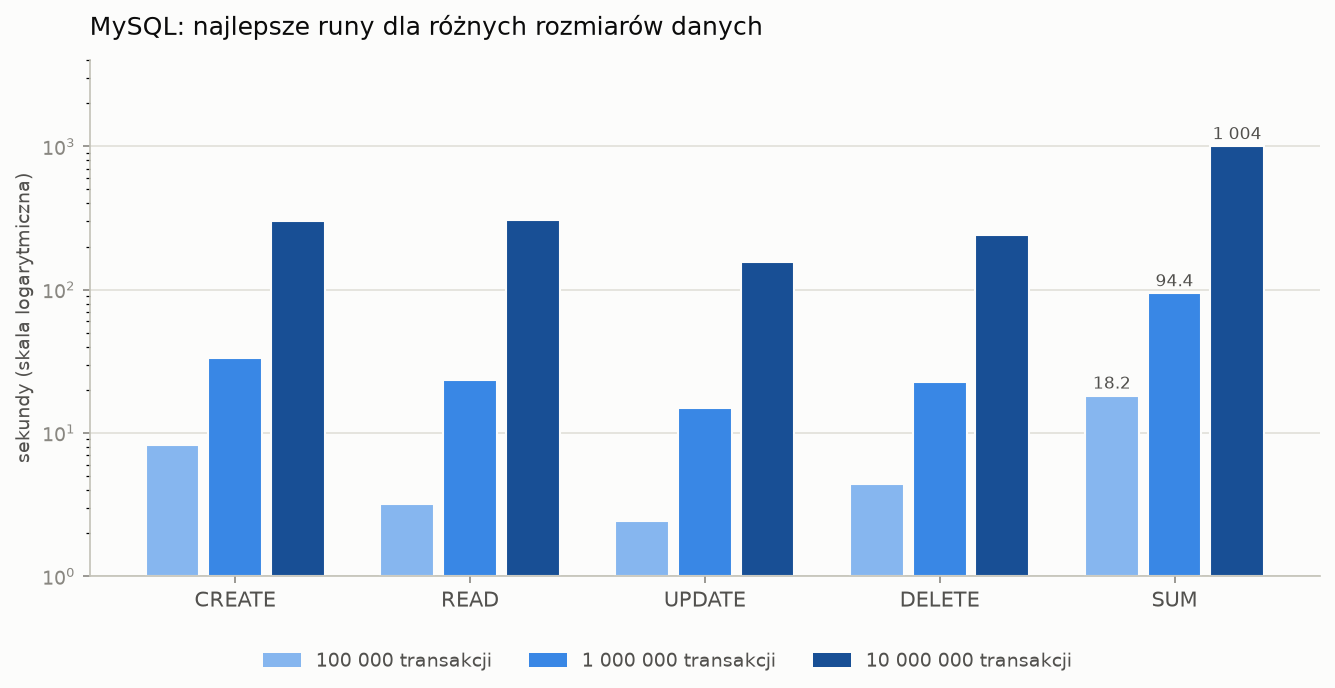 MySQL: najlepsze runy dla różnych rozmiarów danych
sekundy (skala logarytmiczna)
10³
10²
10¹
10⁰
1 004
94.4
18.2
CREATE
READ
UPDATE
DELETE
SUM
100 000 transakcji
1 000 000 transakcji
10 000 000 transakcji